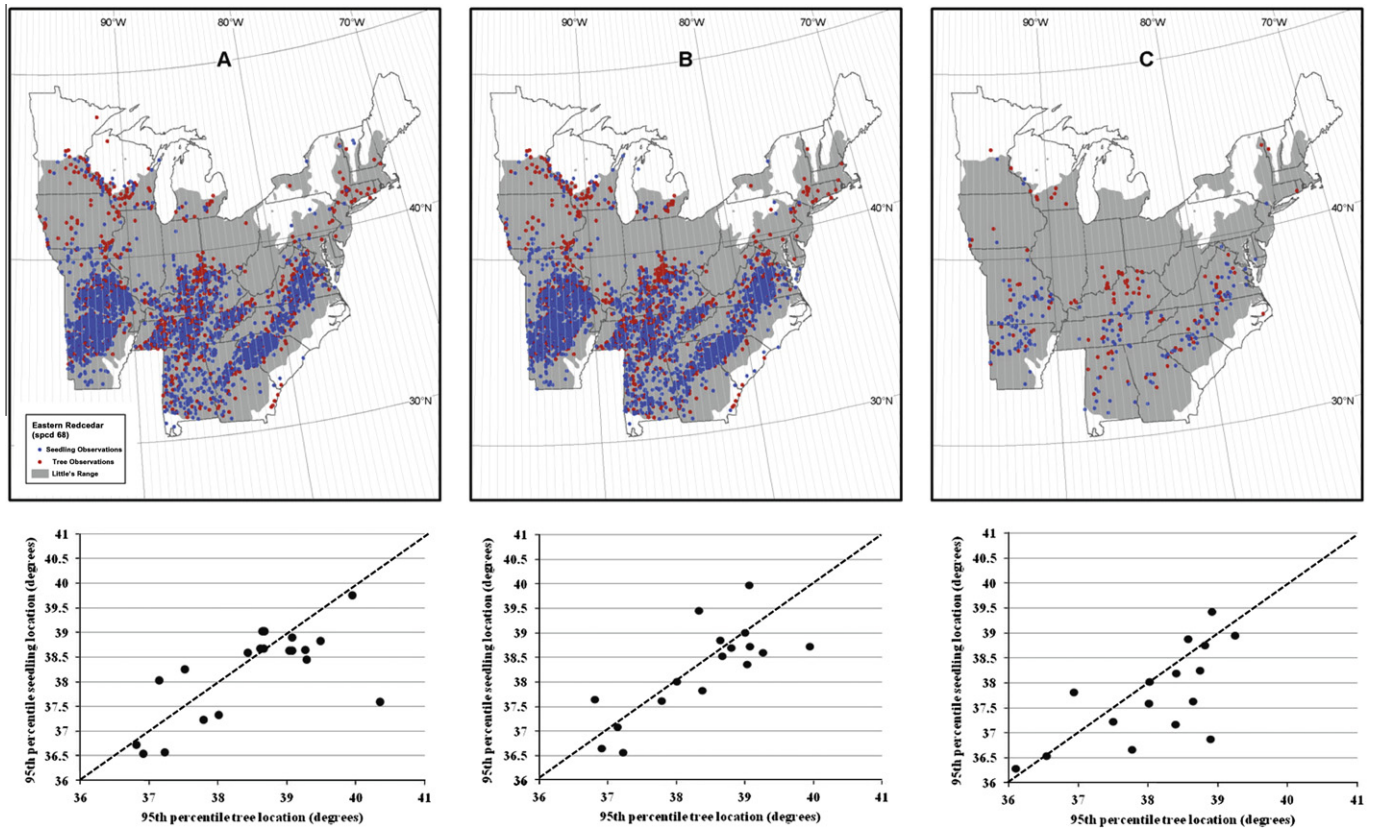 90°W 80°W 70°W
A
40°N
30°N
Eastern Redcedar
(spcd 68)
Seedling Observations
Tree Observations
Little's Range
90°W 80°W 70°W
B
40°N
30°N
90°W 80°W 70°W
C
40°N
30°N
95th percentile seedling location (degrees)
41
40.5
40
39.5
39
38.5
38
37.5
37
36.5
36
36 37 38 39 40 41
95th percentile tree location (degrees)
95th percentile seedling location (degrees)
41
40.5
40
39.5
39
38.5
38
37.5
37
36.5
36
36 37 38 39 40 41
95th percentile tree location (degrees)
95th percentile seedling location (degrees)
41
40.5
40
39.5
39
38.5
38
37.5
37
36.5
36
36 37 38 39 40 41
95th percentile tree location (degrees)